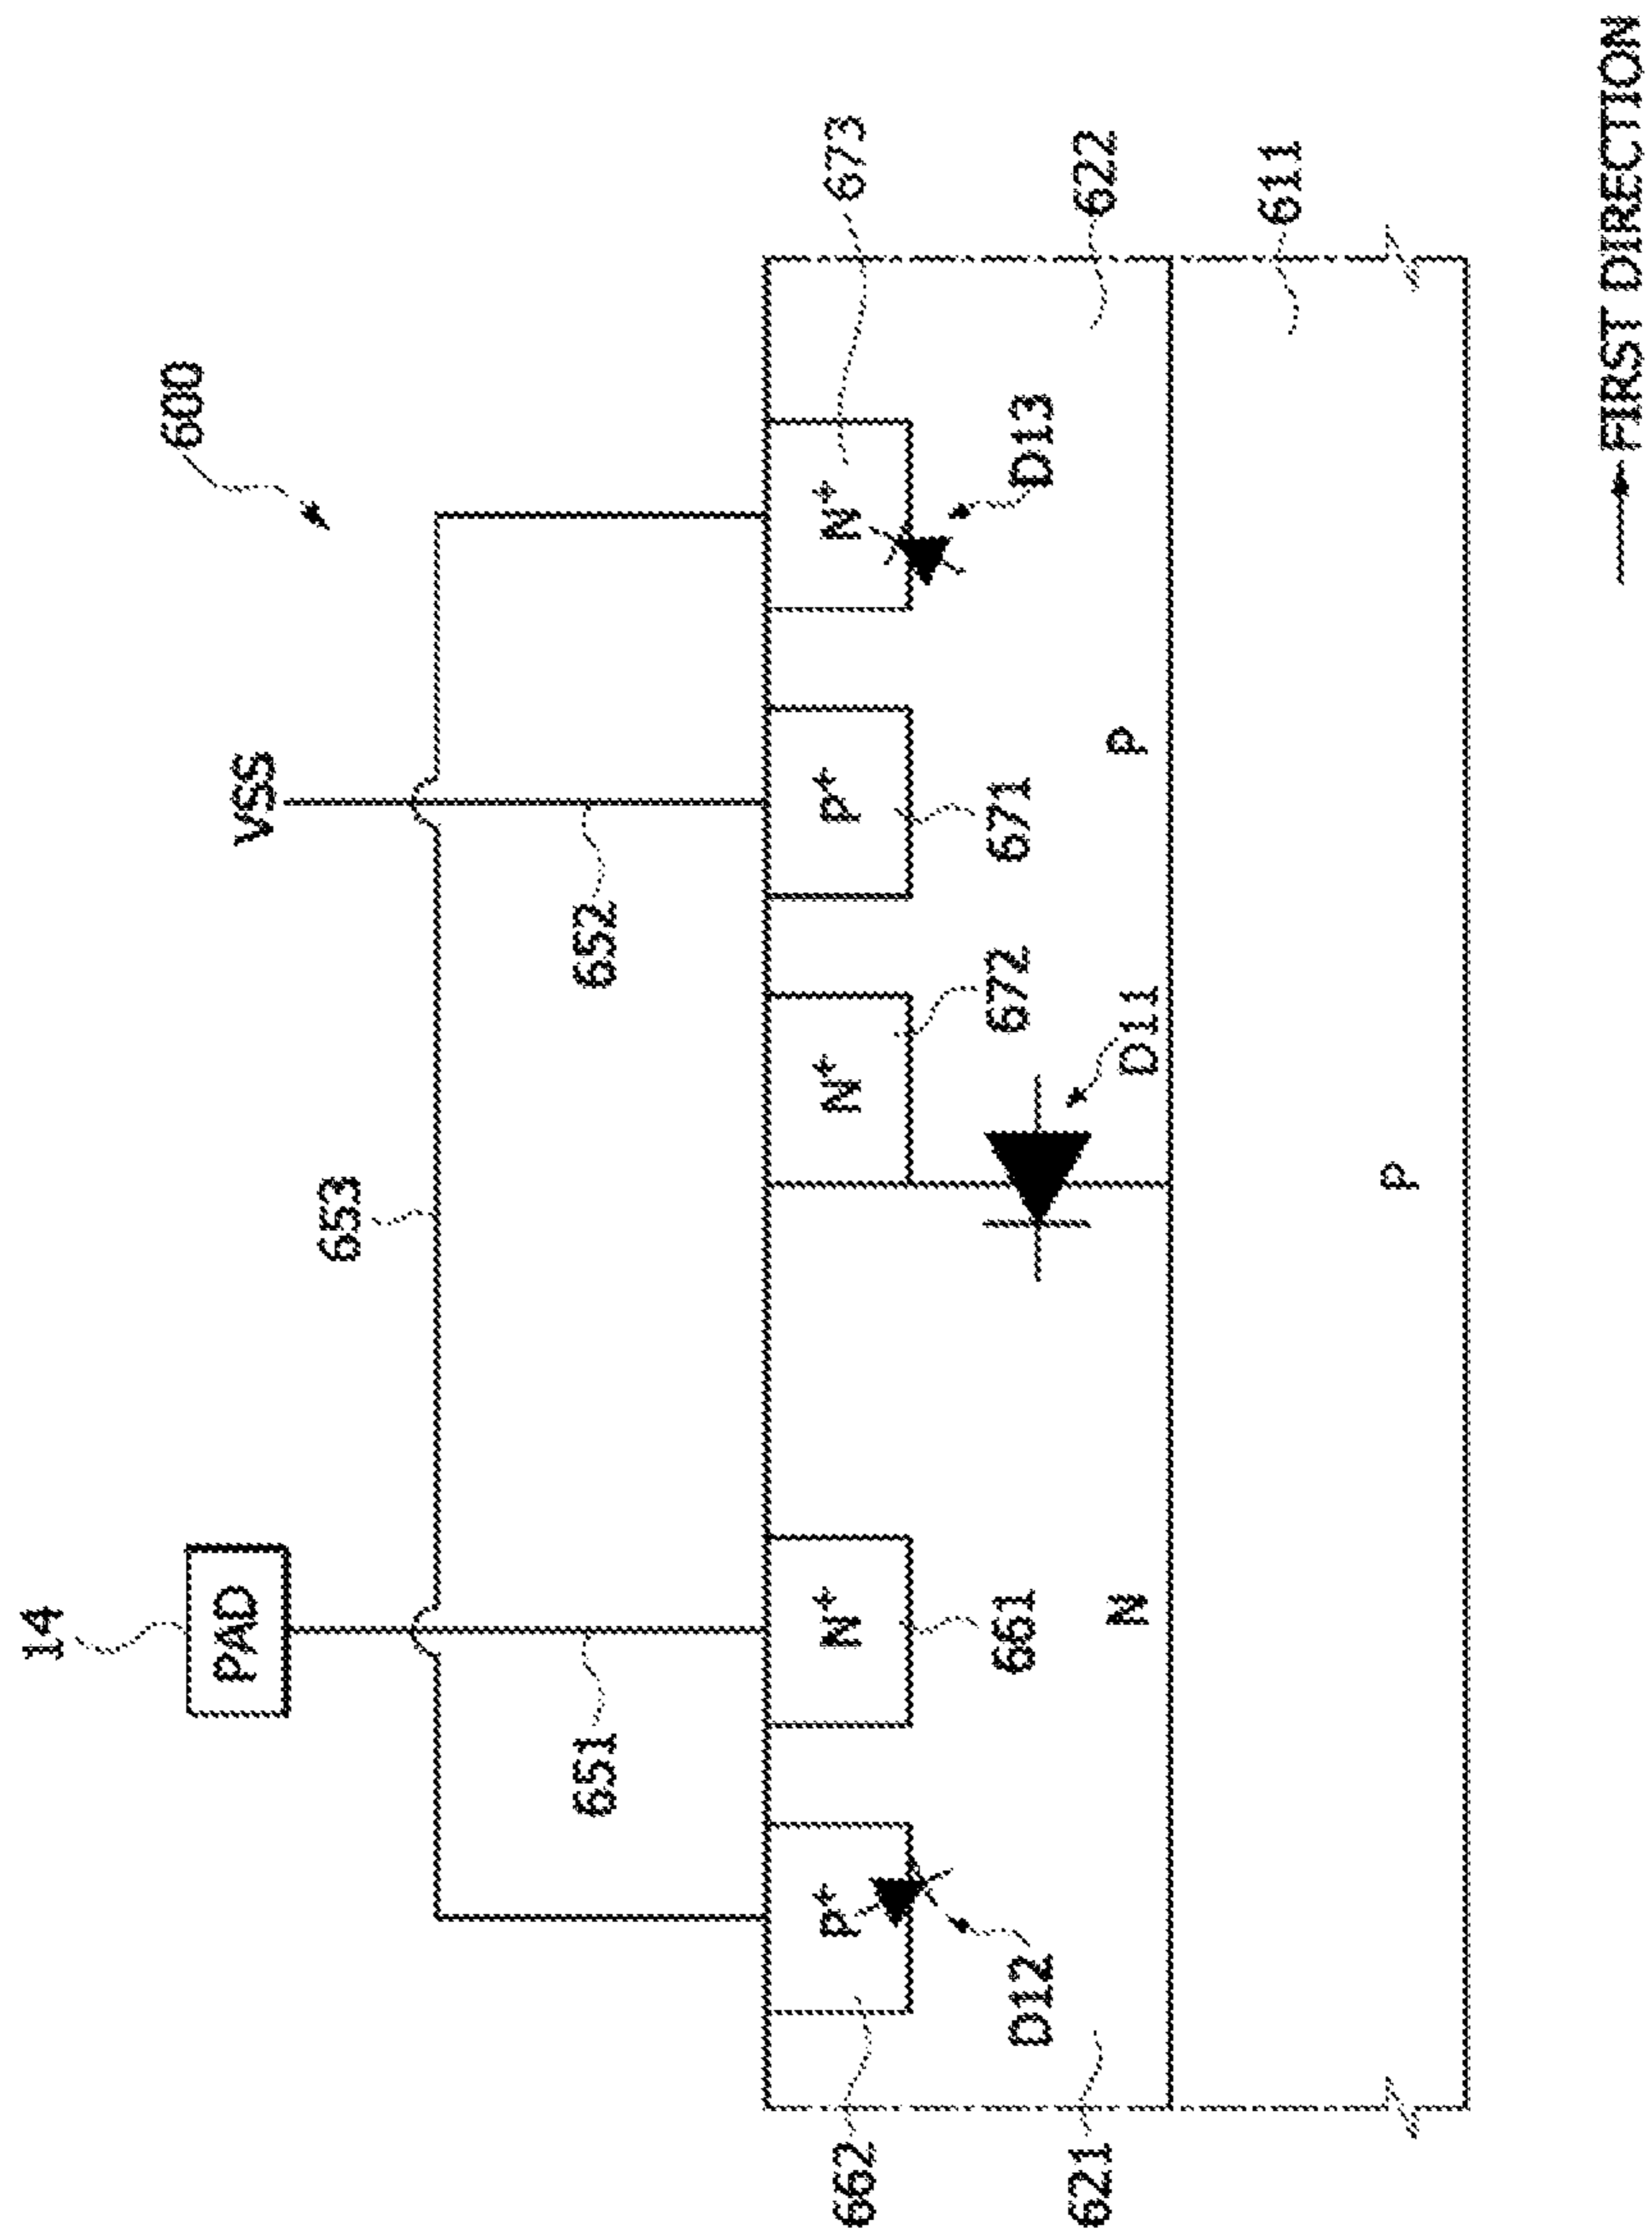 600
14
PAD
VSS
653
651
652
P+
N+
N+
P+
N+
673
662
661
672
671
D12
D11
D13
621
N
P
622
P
611
FIRST DIRECTION